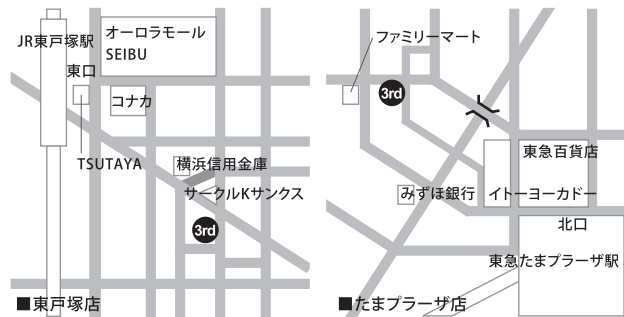 JR東戸塚駅
オーロラモール
SEIBU
東口
コナカ
TSUTAYA
横浜信用金庫
サークルKサンクス
3rd
■東戸塚店
ファミリーマート
3rd
東急百貨店
みずほ銀行
イトーヨーカドー
北口
東急たまプラーザ駅
■たまプラーザ店